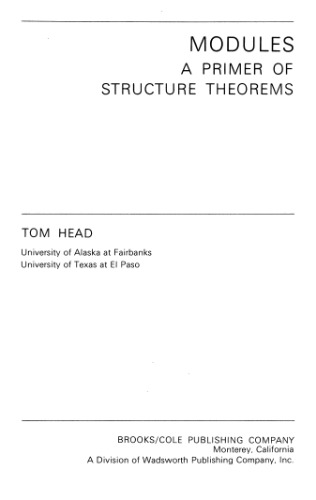 MODULES
A PRIMER OF
STRUCTURE THEOREMS
TOM HEAD
University of Alaska at Fairbanks
University of Texas at El Paso
BROOKS/COLE PUBLISHING COMPANY
Monterey, California
A Division of Wadsworth Publishing Company, Inc.